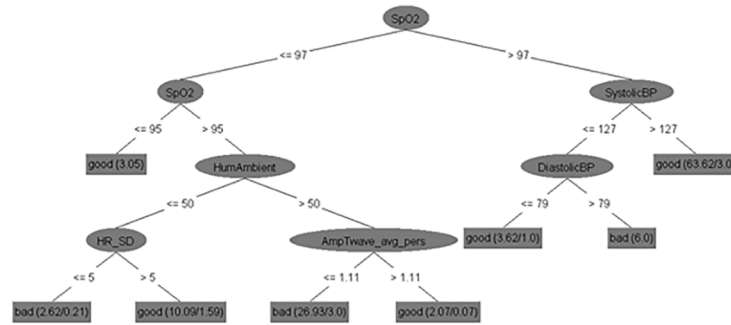 SpO2
<= 97
> 97
SpO2
SystolicBP
<= 95
> 95
<= 127
> 127
good (3.05)
HumAmbient
DiastolicBP
good (63.62/3.0
<= 50
> 50
<= 79
> 79
HR_SD
AmpTwave_avg_pers
good (3.62/1.0)
bad (6.0)
<= 5
> 5
<= 1.11
> 1.11
bad (2.62/0.21)
good (10.09/1.59)
bad (26.93/3.0)
good (2.07/0.07)